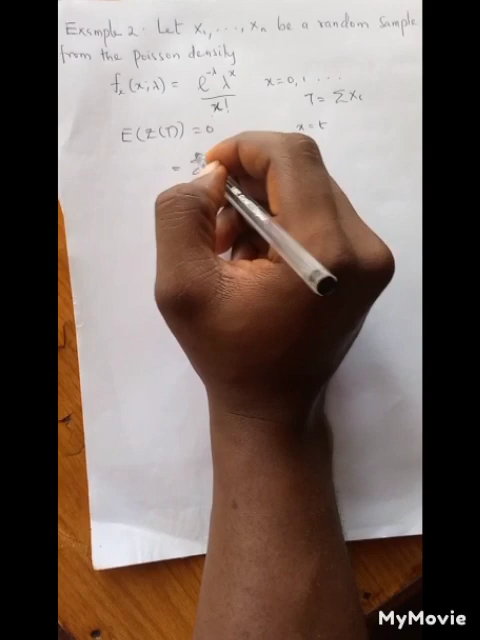 Example 2. Let X₁, ..., Xₙ be a random sample
from the poisson density
fₓ(x;λ) = e^-λ λ^x / x!   x=0,1 ....
T = ΣXᵢ
E(Z(T)) = 0   x = t
=
MyMovie